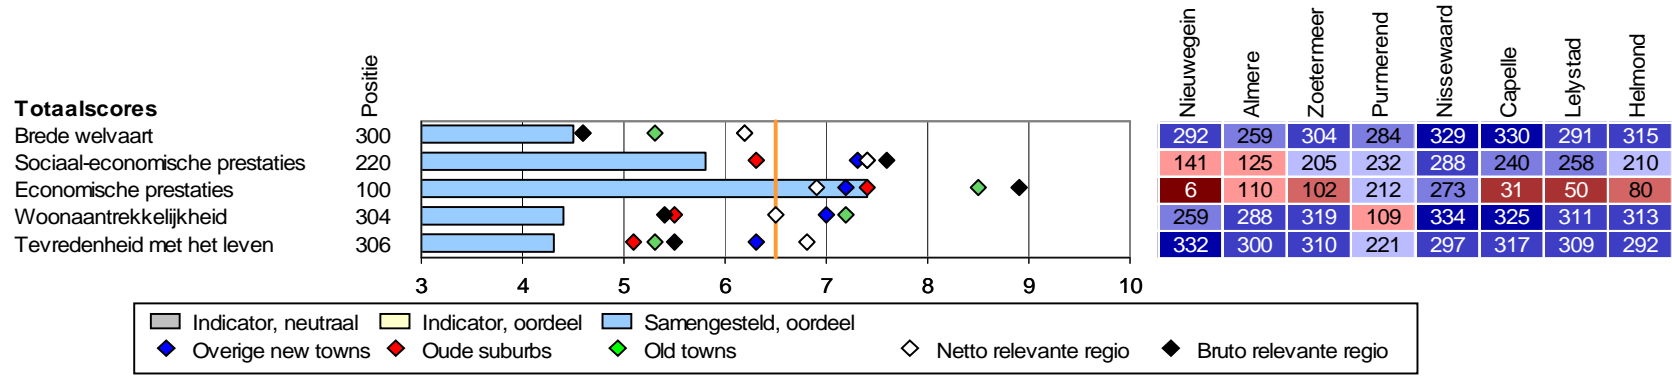 Positie Nieuwegein Almere Zoetermeer Purmerend Nissewaard Capelle Lelystad Helmond
Totaalscores
Brede welvaart 300 292 259 304 284 329 330 291 315
Sociaal-economische prestaties 220 141 125 205 232 288 240 258 210
Economische prestaties 100 6 110 102 212 273 31 50 80
Woonaantrekkelijkheid 304 259 288 319 109 334 325 311 313
Tevredenheid met het leven 306 332 300 310 221 297 317 309 292
3 4 5 6 7 8 9 10
Indicator, neutraal Indicator, oordeel Samengesteld, oordeel
Overige new towns Oude suburbs Old towns Netto relevante regio Bruto relevante regio